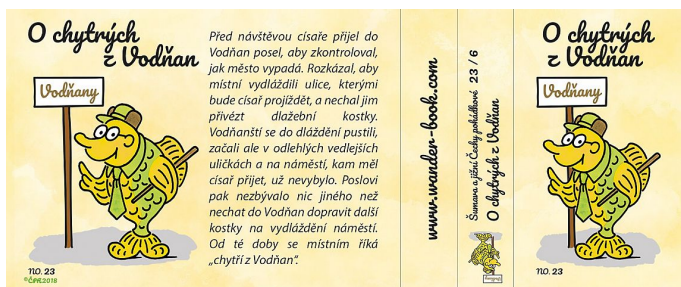 O chytrých
z Vodňan
Vodňany
NO. 23
©ČPR2018
Před návštěvou císaře přijel do
Vodňan posel, aby zkontroloval,
jak město vypadá. Rozkázal, aby
místní vydláždili ulice, kterými
bude císař projíždět, a nechal jim
přivézt dlažební kostky.
Vodňanští se do dláždění pustili,
začali ale v odlehlých vedlejších
uličkách a na náměstí, kam měl
císař přijet, už nevybylo. Poslovi
pak nezbývalo nic jiného než
nechat do Vodňan dopravit další
kostky na vydláždění náměstí.
Od té doby se místním říká
„chytří z Vodňan“.
www.wander-book.com
Šumava a jižní Čechy pohádkové 23 / 6
O chytrých z Vodňan
O chytrých
z Vodňan
Vodňany
NO. 23